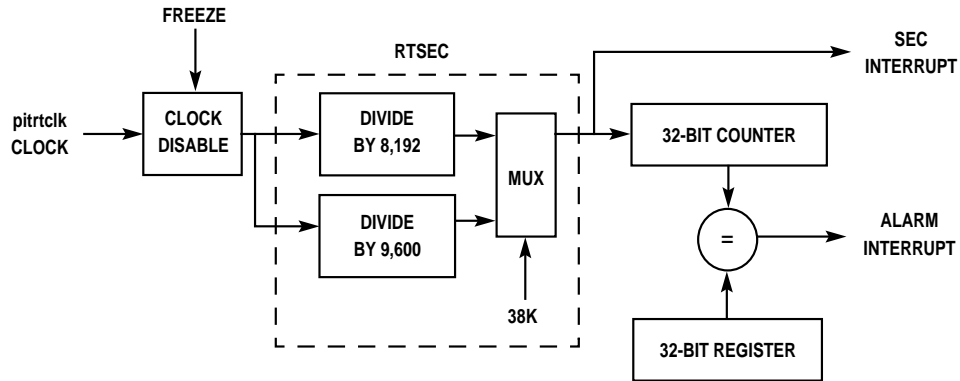 FREEZE
RTSEC
SEC
INTERRUPT
pitrtclk
CLOCK
CLOCK
DISABLE
DIVIDE
BY 8,192
MUX
32-BIT COUNTER
DIVIDE
BY 9,600
=
ALARM
INTERRUPT
38K
32-BIT REGISTER